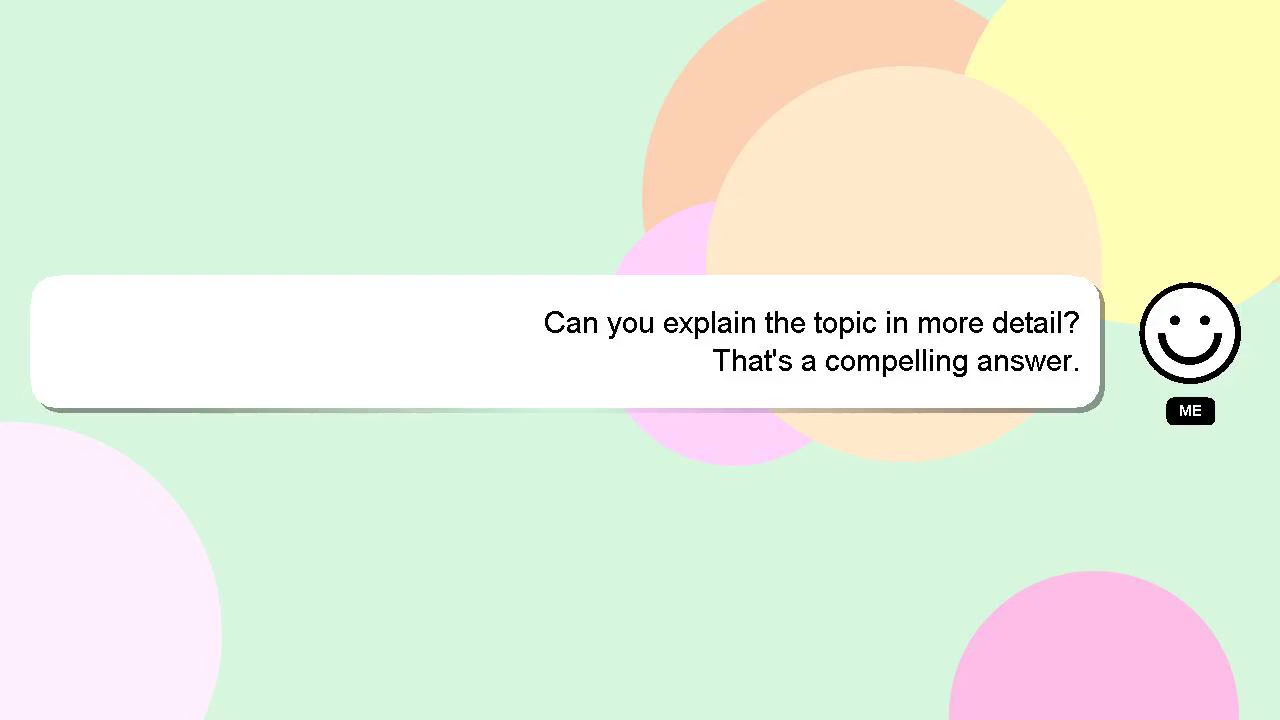 Can you explain the topic in more detail?
That's a compelling answer.
ME